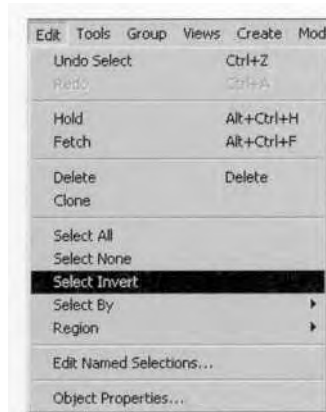 Edit Tools Group Views Create Mod
Undo Select Ctrl+Z
Redo Ctrl+A
Hold Alt+Ctrl+H
Fetch Alt+Ctrl+F
Delete Delete
Clone
Select All
Select None
Select Invert
Select By
Region
Edit Named Selections...
Object Properties...